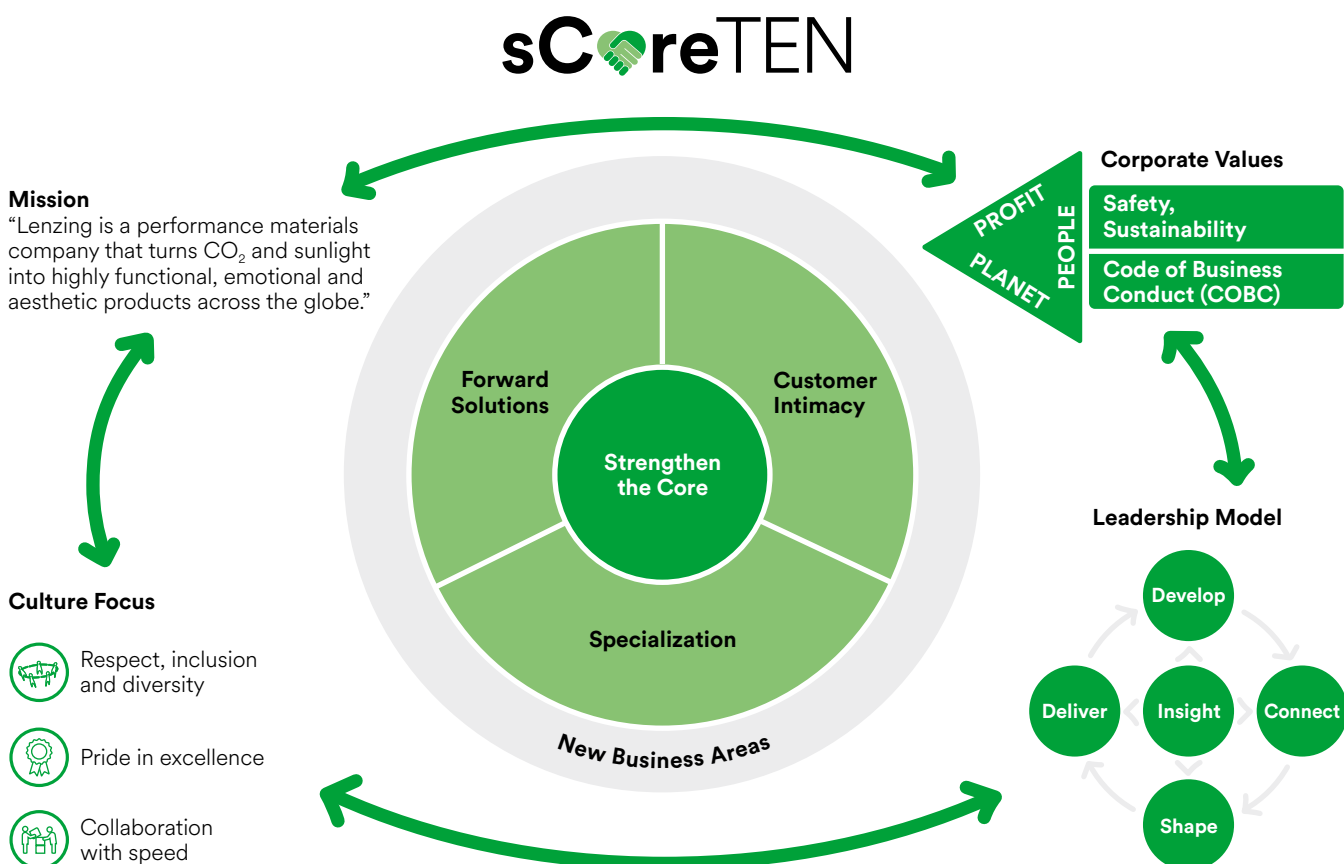 sCoreTEN
Mission
“Lenzing is a performance materials
company that turns CO₂ and sunlight
into highly functional, emotional and
aesthetic products across the globe.”
Corporate Values
PROFIT
PEOPLE
PLANET
Safety,
Sustainability
Code of Business
Conduct (COBC)
Forward
Solutions
Customer
Intimacy
Strengthen
the Core
Specialization
New Business Areas
Culture Focus
Respect, inclusion
and diversity
Pride in excellence
Collaboration
with speed
Leadership Model
Develop
Deliver
Insight
Connect
Shape